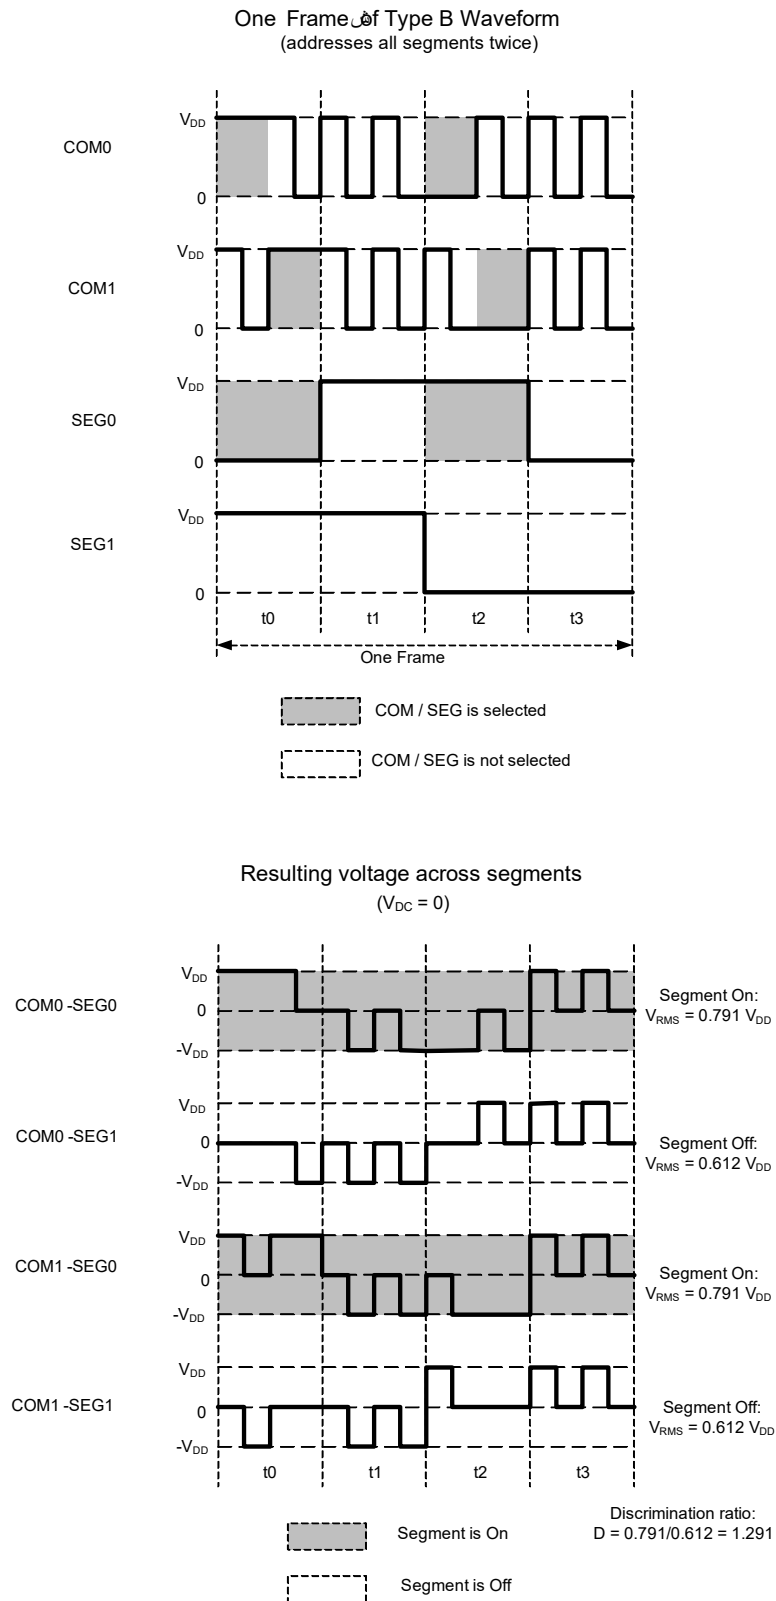 One Frame of Type B Waveform
(addresses all segments twice)
VDD
COM0
0
VDD
COM1
0
VDD
SEG0
0
VDD
SEG1
0
t0 t1 t2 t3
One Frame
COM / SEG is selected
COM / SEG is not selected
Resulting voltage across segments
(VDC = 0)
VDD
COM0 -SEG0
0
-VDD
Segment On:
VRMS = 0.791 VDD
VDD
COM0 -SEG1
0
-VDD
Segment Off:
VRMS = 0.612 VDD
VDD
COM1 -SEG0
0
-VDD
Segment On:
VRMS = 0.791 VDD
VDD
COM1 -SEG1
0
-VDD
Segment Off:
VRMS = 0.612 VDD
t0 t1 t2 t3
Discrimination ratio:
D = 0.791/0.612 = 1.291
Segment is On
Segment is Off